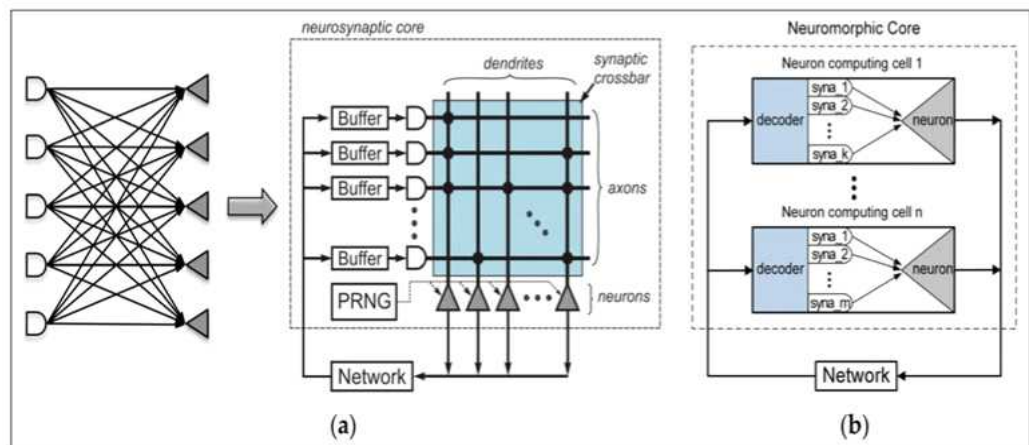 neurosynaptic core
dendrites
synaptic
crossbar
Buffer
Buffer
Buffer
Buffer
axons
PRNG
neurons
Network
(a)
Neuromorphic Core
Neuron computing cell 1
decoder
syna_1
syna_2
syna_k
neuron
Neuron computing cell n
decoder
syna_1
syna_2
syna_m
neuron
Network
(b)